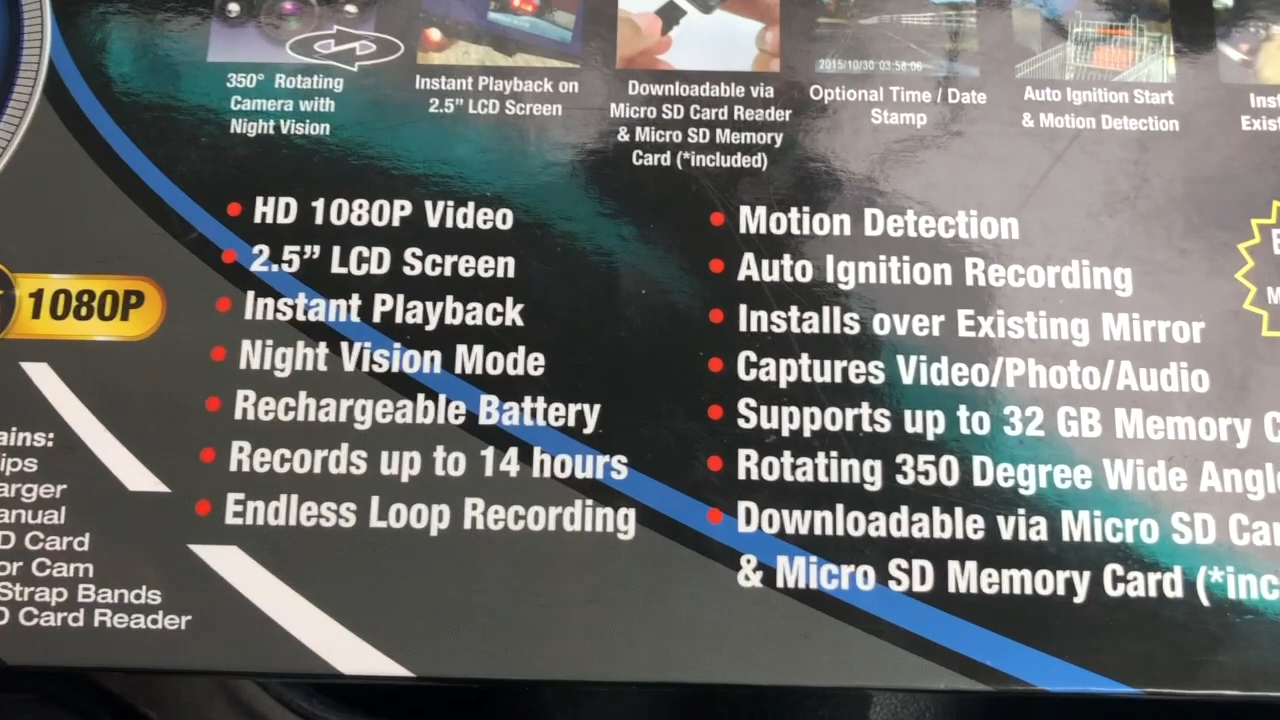 2015/10/30 03:58:06
350° Rotating
Camera with
Night Vision
Instant Playback on
2.5” LCD Screen
Downloadable via
Micro SD Card Reader
& Micro SD Memory
Card (*included)
Optional Time / Date
Stamp
Auto Ignition Start
& Motion Detection
• HD 1080P Video
• 2.5” LCD Screen
• Instant Playback
• Night Vision Mode
• Rechargeable Battery
• Records up to 14 hours
• Endless Loop Recording
• Motion Detection
• Auto Ignition Recording
• Installs over Existing Mirror
• Captures Video/Photo/Audio
• Supports up to 32 GB Memory
• Rotating 350 Degree Wide
• Downloadable via Micro SD
& Micro SD Memory Card
1080P
D Card
or Cam
Strap Bands
Card Reader